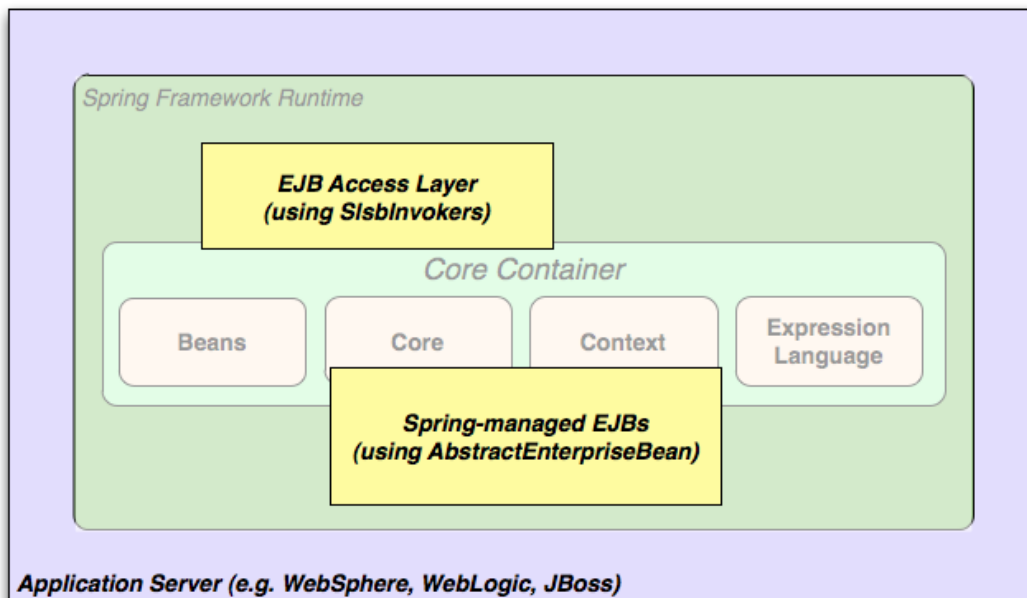 Spring Framework Runtime
EJB Access Layer
(using SlsbInvokers)
Core Container
Beans
Core
Context
Expression
Language
Spring-managed EJBs
(using AbstractEnterpriseBean)
Application Server (e.g. WebSphere, WebLogic, JBoss)